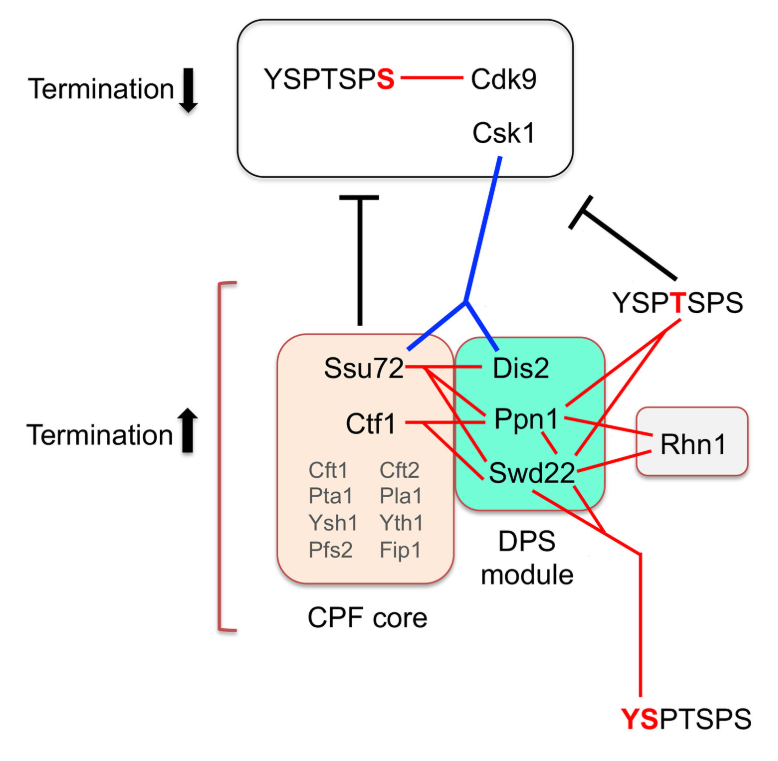 YSPTSPS Cdk9
Termination
Csk1
YSPTSPS
Ssu72 Dis2
Ctf1 Ppn1
Termination
Rhn1
Cft1 Cft2 Swd22
Pta1 Pla1
Ysh1 Yth1
Pfs2 Fip1
DPS
module
CPF core
YSPTSPS